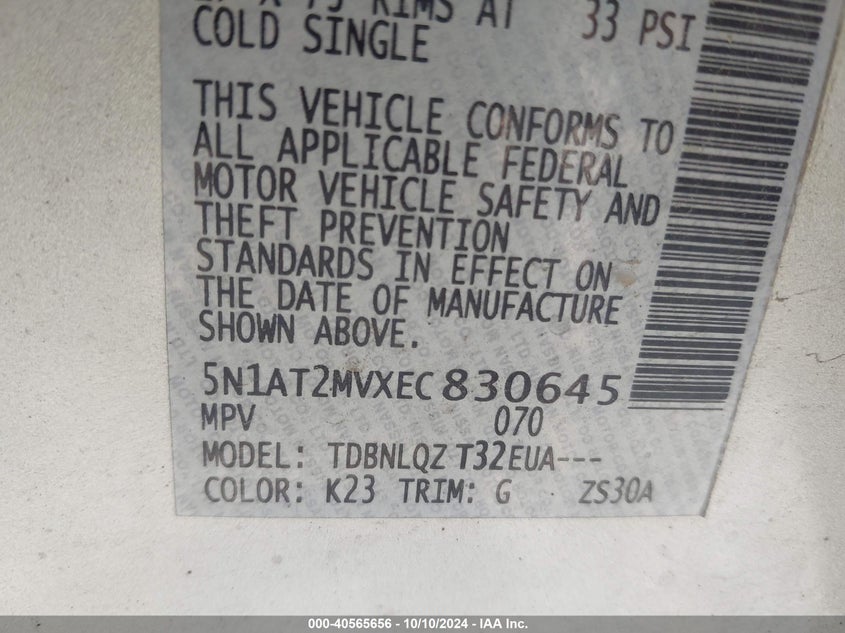 RIMS AT 33 PSI
COLD SINGLE
THIS VEHICLE CONFORMS TO
ALL APPLICABLE FEDERAL
MOTOR VEHICLE SAFETY AND
THEFT PREVENTION
STANDARDS IN EFFECT ON
THE DATE OF MANUFACTURE
SHOWN ABOVE.
5N1AT2MVXEC830645
MPV 070
MODEL: TDBNLQZ T32EUA---
COLOR: K23 TRIM: G ZS30A
000-40565656 - 10/10/2024 - IAA Inc.